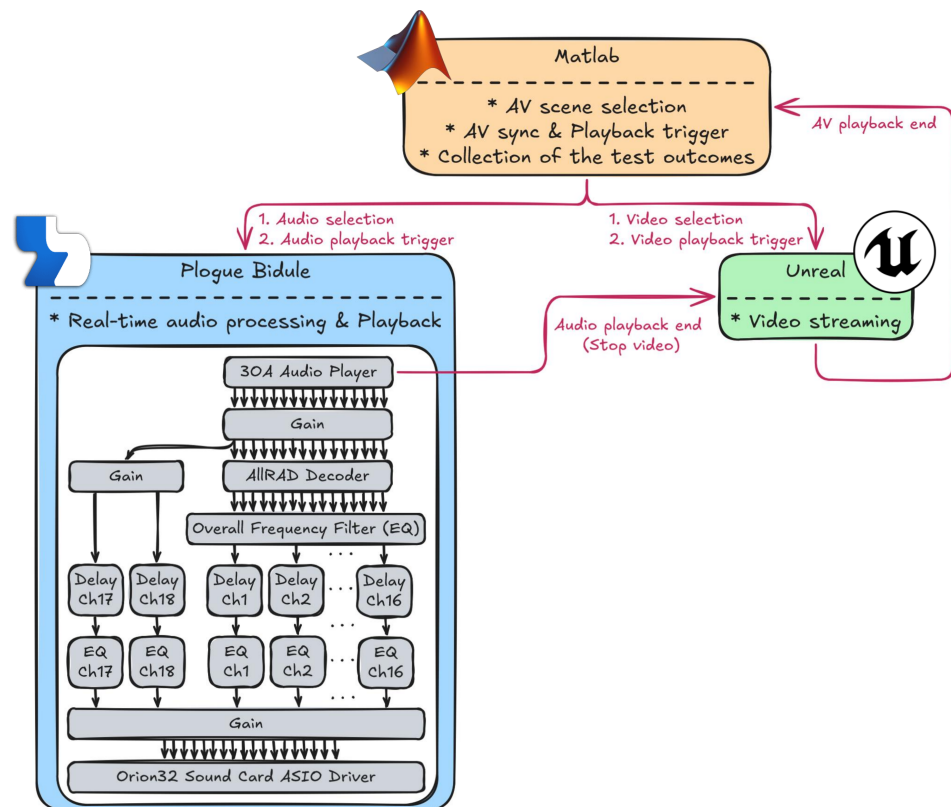 Matlab
* AV scene selection
* AV sync & Playback trigger
* Collection of the test outcomes
AV playback end
1. Audio selection
2. Audio playback trigger
1. Video selection
2. Video playback trigger
Plogue Bidule
* Real-time audio processing & Playback
Unreal
* Video streaming
Audio playback end
(Stop video)
3OA Audio Player
Gain
Gain
AllRAD Decoder
Overall Frequency Filter (EQ)
Delay
Ch17
Delay
Ch18
Delay
Ch1
Delay
Ch2
...
Delay
Ch16
EQ
Ch17
EQ
Ch18
EQ
Ch1
EQ
Ch2
...
EQ
Ch16
Gain
Orion32 Sound Card ASIO Driver